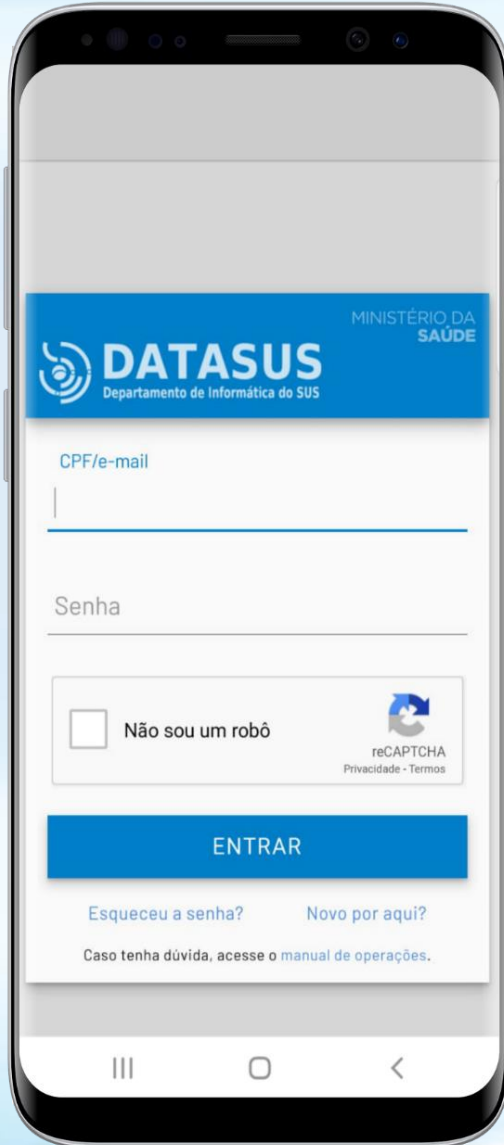 MINISTÉRIO DA
SAÚDE
DATASUS
Departamento de Informática do SUS
CPF/e-mail
Senha
Não sou um robô
reCAPTCHA
Privacidade - Termos
ENTRAR
Esqueceu a senha? Novo por aqui?
Caso tenha dúvida, acesse o manual de operações.